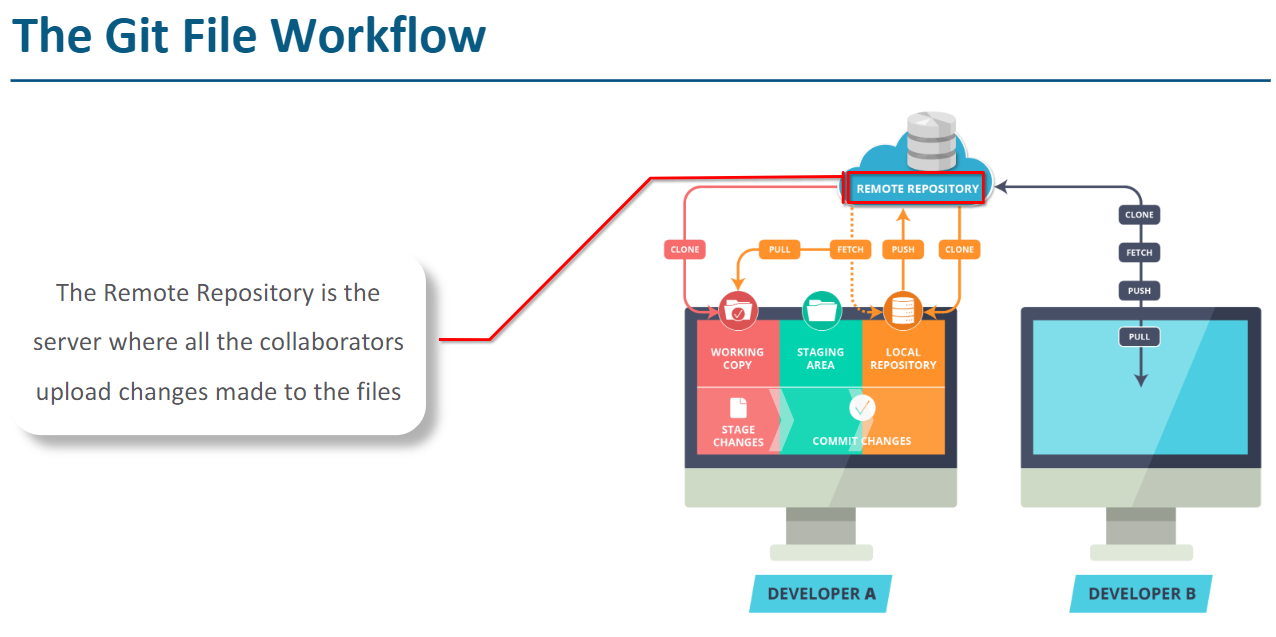 The Git File Workflow
REMOTE REPOSITORY
CLONE
PULL
FETCH
PUSH
CLONE
CLONE
FETCH
PUSH
PULL
The Remote Repository is the
server where all the collaborators
upload changes made to the files
WORKING
COPY
STAGING
AREA
LOCAL
REPOSITORY
STAGE
CHANGES
COMMIT CHANGES
DEVELOPER A
DEVELOPER B